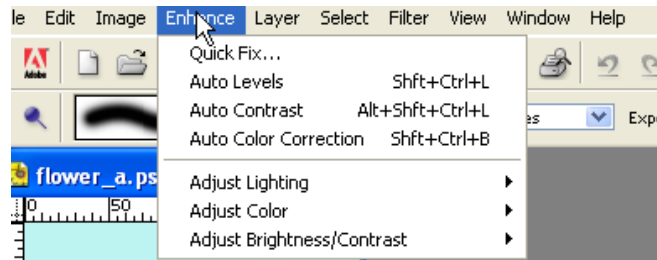 le Edit Image Enhance Layer Select Filter View Window Help
Adobe
Quick Fix...
Auto Levels Shft+Ctrl+L
Auto Contrast Alt+Shft+Ctrl+L
es Exp
Auto Color Correction Shft+Ctrl+B
flower_a.ps
Adjust Lighting
0 50
Adjust Color
Adjust Brightness/Contrast